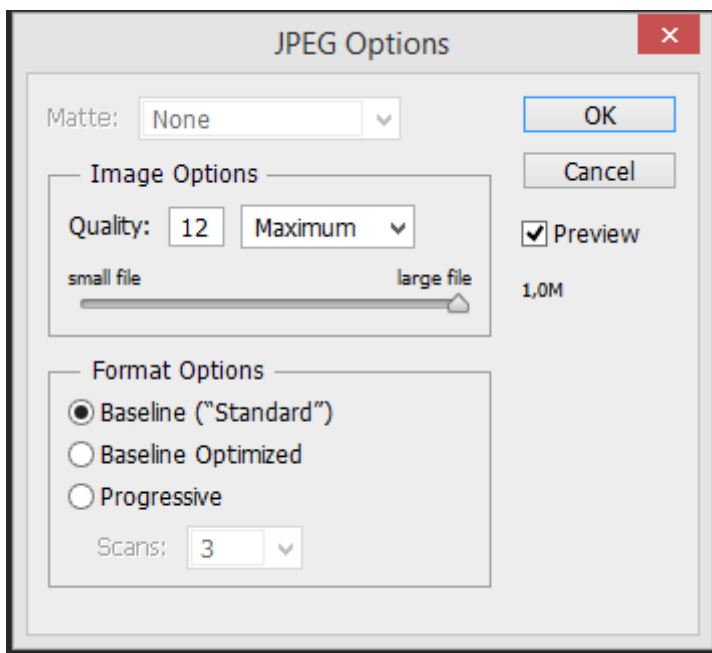 JPEG Options
Matte: None
OK
Cancel
Image Options
Quality: 12 Maximum
Preview
small file large file
1,0M
Format Options
Baseline (“Standard”)
Baseline Optimized
Progressive
Scans: 3